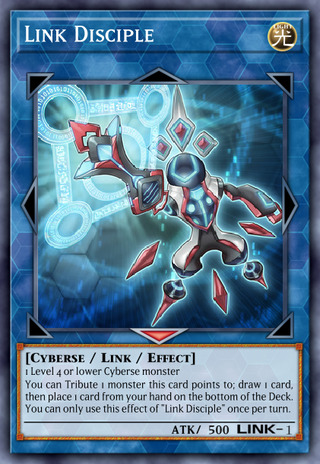 LINK DISCIPLE
LIGHT
光
[CYBERSE / LINK / EFFECT]
1 Level 4 or lower Cyberse monster
You can Tribute 1 monster this card points to; draw 1 card,
then place 1 card from your hand on the bottom of the Deck.
You can only use this effect of "Link Disciple" once per turn.
ATK/ 500 LINK-1